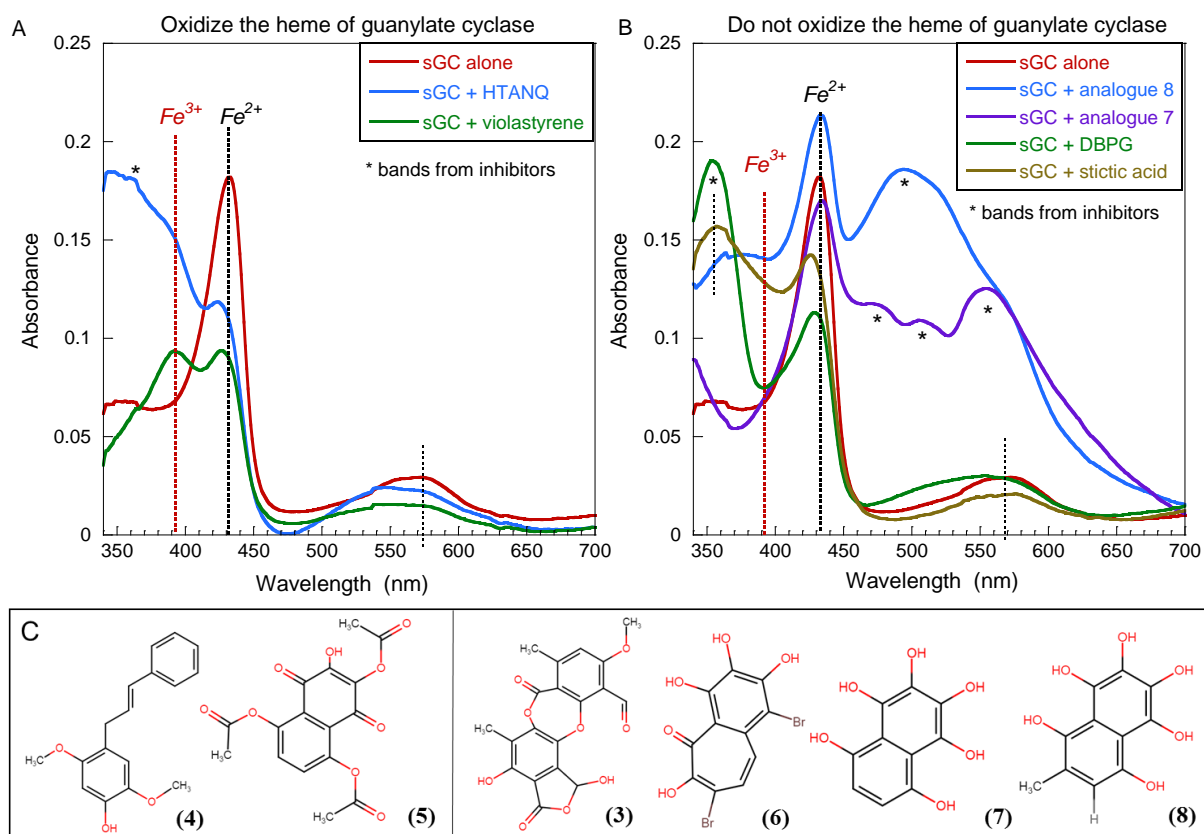 A
Oxidize the heme of guanylate cyclase
0.25
0.2
0.15
0.1
0.05
0
Absorbance
350 400 450 500 550 600 650 700
Wavelength (nm)
sGC alone
sGC + HTANQ
sGC + violastyrene
* bands from inhibitors
Fe3+
Fe2+
*
B
Do not oxidize the heme of guanylate cyclase
0.25
0.2
0.15
0.1
0.05
0
Absorbance
350 400 450 500 550 600 650 700
Wavelength (nm)
sGC alone
sGC + analogue 8
sGC + analogue 7
sGC + DBPG
sGC + stictic acid
* bands from inhibitors
Fe2+
Fe3+
*
*
* * *
C
H3C O
OH
O CH3
(4)
H3C O
O
O OH
O
CH3
O
O
O
O
CH3
O
O
CH3
(5)
H3C
O CH3
O
O
O
O
H3C
OH
OH
O
O
(3)
OH
HO
OH
Br
O
HO
Br
(6)
OH
HO
OH
OH
HO
OH
(7)
OH
HO
OH
HO
OH
H3C
OH
H
(8)